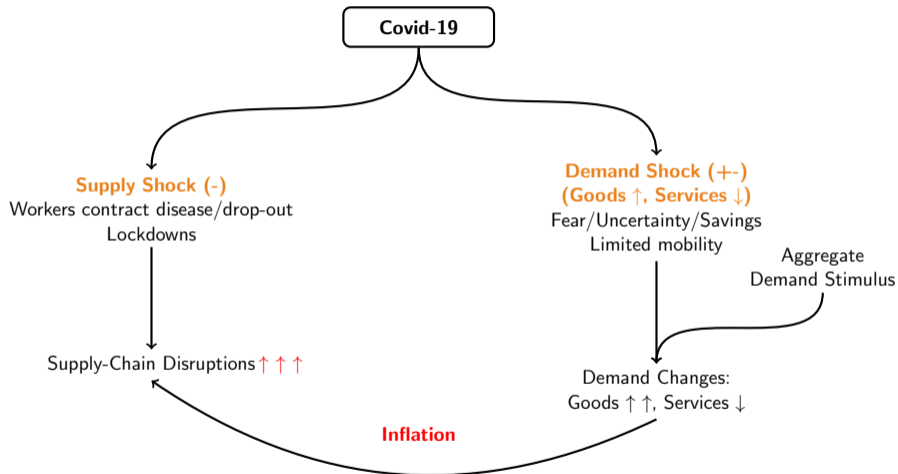 Covid-19
Supply Shock (-)
Workers contract disease/drop-out
Lockdowns
Demand Shock (+-)
(Goods ↑, Services ↓)
Fear/Uncertainty/Savings
Limited mobility
Aggregate
Demand Stimulus
Supply-Chain Disruptions ↑ ↑ ↑
Demand Changes:
Goods ↑ ↑, Services ↓
Inflation